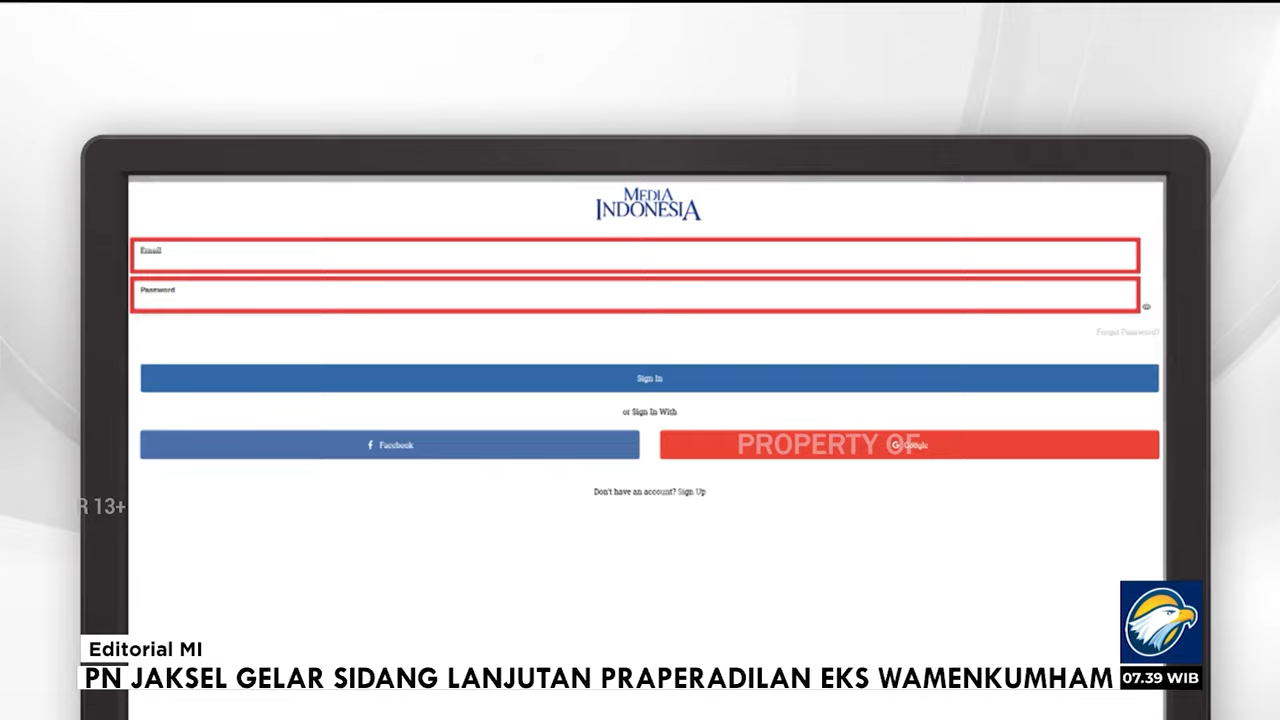 MEDIA
INDONESIA
Email
Password
Forgot Password?
Sign In
or Sign In With
Facebook
PROPERTY OF
G Google
Don't have an account? Sign Up
R 13+
Editorial MI
PN JAKSEL GELAR SIDANG LANJUTAN PRAPERADILAN EKS WAMENKUMHAM
07.39 WIB